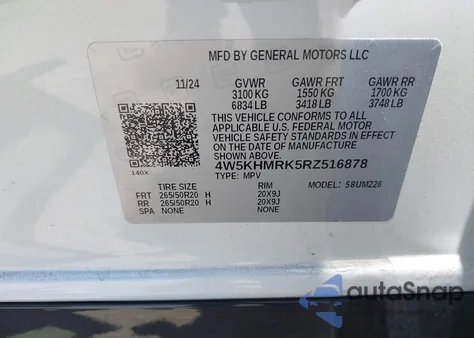 MFD BY GENERAL MOTORS LLC
11/24 GVWR GAWR FRT GAWR RR
3100 KG 1550 KG 1700 KG
6834 LB 3418 LB 3748 LB
THIS VEHICLE CONFORMS TO ALL
APPLICABLE U.S. FEDERAL MOTOR
VEHICLE SAFETY STANDARDS IN EFFECT
ON THE DATE OF MANUFACTURE
SHOWN ABOVE.
4W5KHMRK5RZ516878
140X
TYPE: MPV
TIRE SIZE RIM MODEL: 58UM226
FRT 265/50R20 H 20X9J
RR 265/50R20 H 20X9J
SPA NONE NONE
autoSnap